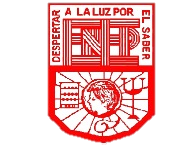 DESPERTAR
A LA LUZ POR
EL SABER
ENP